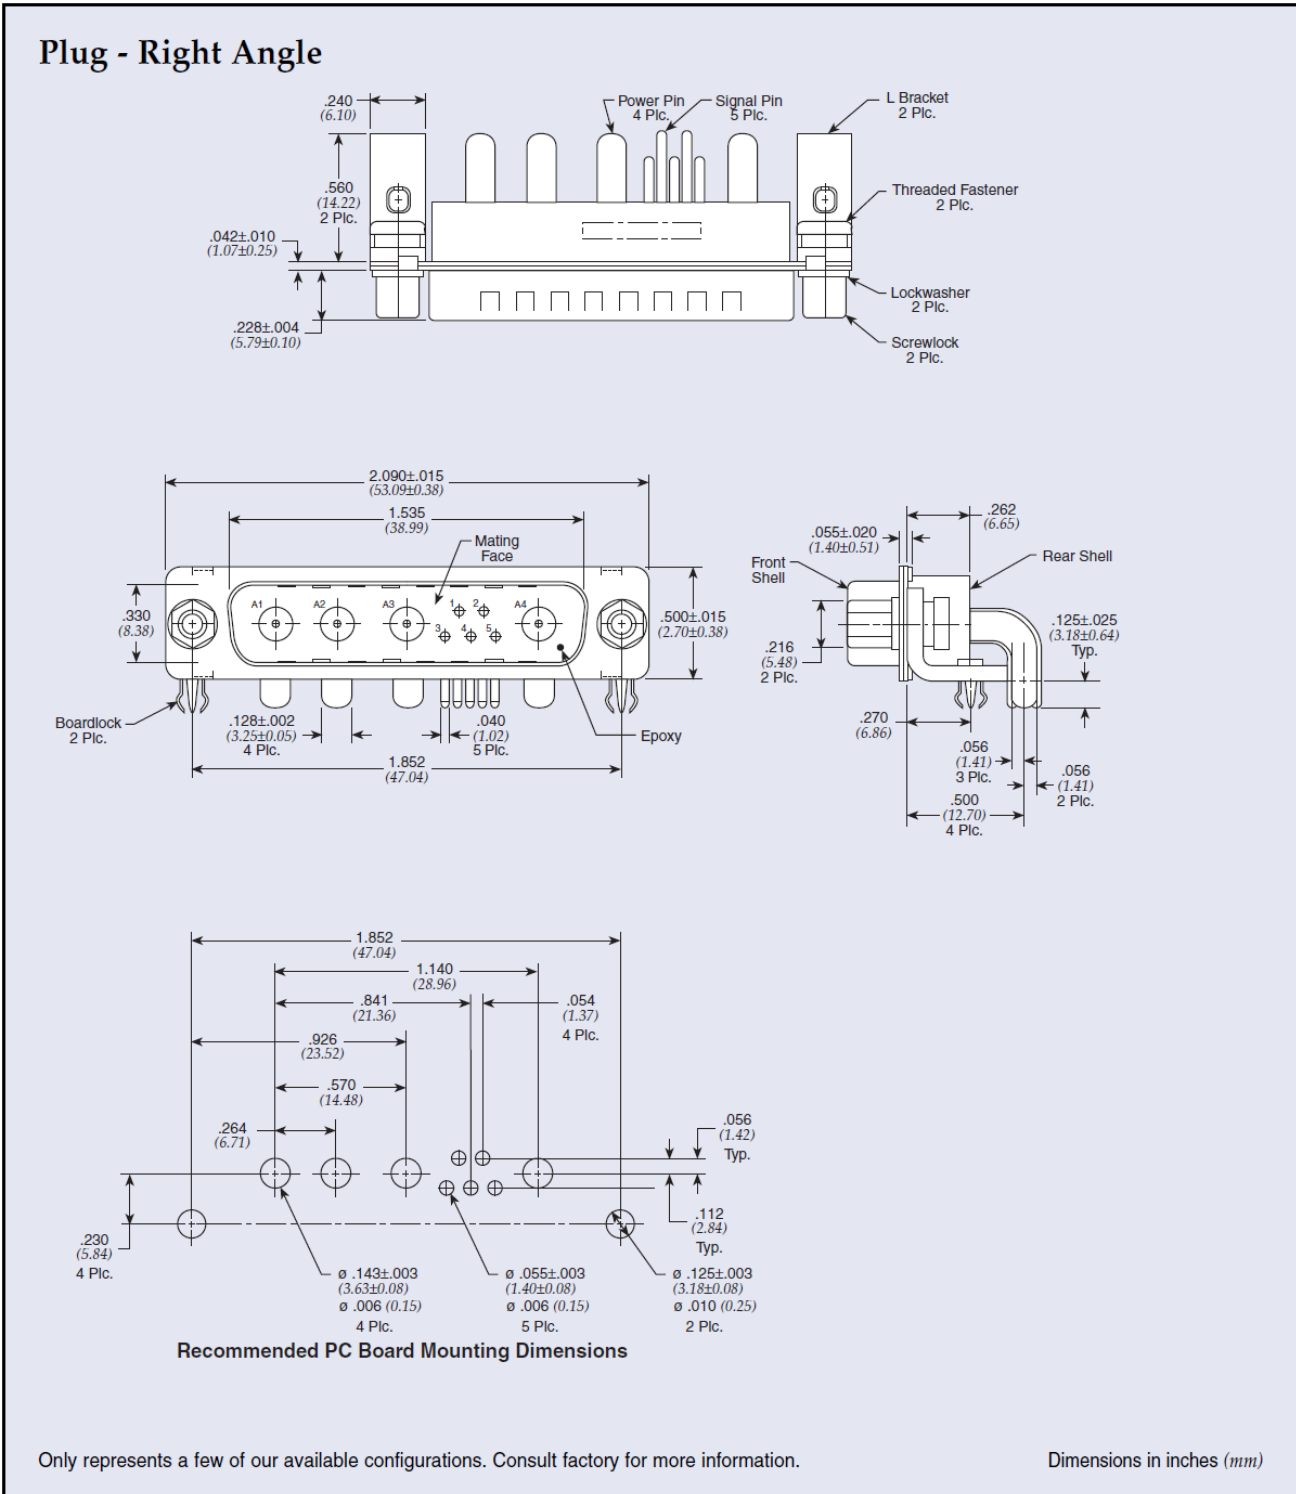 Plug - Right Angle
.240
(6.10)
Power Pin
4 Plc.
Signal Pin
5 Plc.
L Bracket
2 Plc.
.560
(14.22)
2 Plc.
Threaded Fastener
2 Plc.
.042±.010
(1.07±0.25)
Lockwasher
2 Plc.
.228±.004
(5.79±0.10)
Screwlock
2 Plc.
2.090±.015
(53.09±0.38)
1.535
(38.99)
Mating
Face
.330
(8.38)
A1
A2
A3
1
2
A4
3
4
5
.500±.015
(2.70±0.38)
Boardlock
2 Plc.
.128±.002
(3.25±0.05)
4 Plc.
.040
(1.02)
5 Plc.
Epoxy
1.852
(47.04)
.262
(6.65)
.055±.020
(1.40±0.51)
Front
Shell
Rear Shell
.125±.025
(3.18±0.64)
Typ.
.216
(5.48)
2 Plc.
.270
(6.86)
.056
(1.41)
3 Plc.
.056
(1.41)
2 Plc.
.500
(12.70)
4 Plc.
1.852
(47.04)
1.140
(28.96)
.841
(21.36)
.054
(1.37)
4 Plc.
.926
(23.52)
.570
(14.48)
.264
(6.71)
.056
(1.42)
Typ.
.112
(2.84)
Typ.
.230
(5.84)
4 Plc.
ø .143±.003
(3.63±0.08)
ø .006 (0.15)
4 Plc.
ø .055±.003
(1.40±0.08)
ø .006 (0.15)
5 Plc.
ø .125±.003
(3.18±0.08)
ø .010 (0.25)
2 Plc.
Recommended PC Board Mounting Dimensions
Only represents a few of our available configurations. Consult factory for more information.
Dimensions in inches (mm)